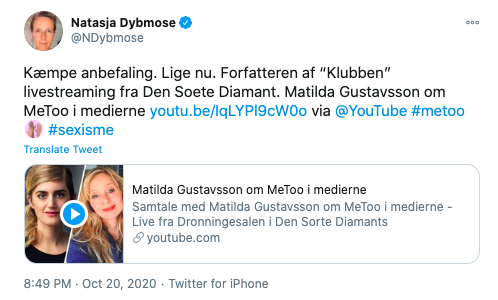 Natasja Dybmose
@NDybmose
Kæmpe anbefaling. Lige nu. Forfatteren af “Klubben”
livestreaming fra Den Soete Diamant. Matilda Gustavsson om
MeToo i medierne youtu.be/lqLYPl9cW0o via @YouTube #metoo
#sexisme
Translate Tweet
Matilda Gustavsson om MeToo i medierne
Samtale med Matilda Gustavsson om MeToo i medierne -
Live fra Dronningesalen i Den Sorte Diamants
youtube.com
8:49 PM · Oct 20, 2020 · Twitter for iPhone